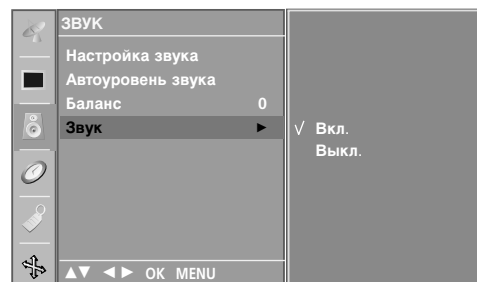 ЗВУК
Настройка звука
Автоуровень звука
Баланс 0
Звук ►
√ Вкл.
Выкл.
▲▼ ◄► OK MENU